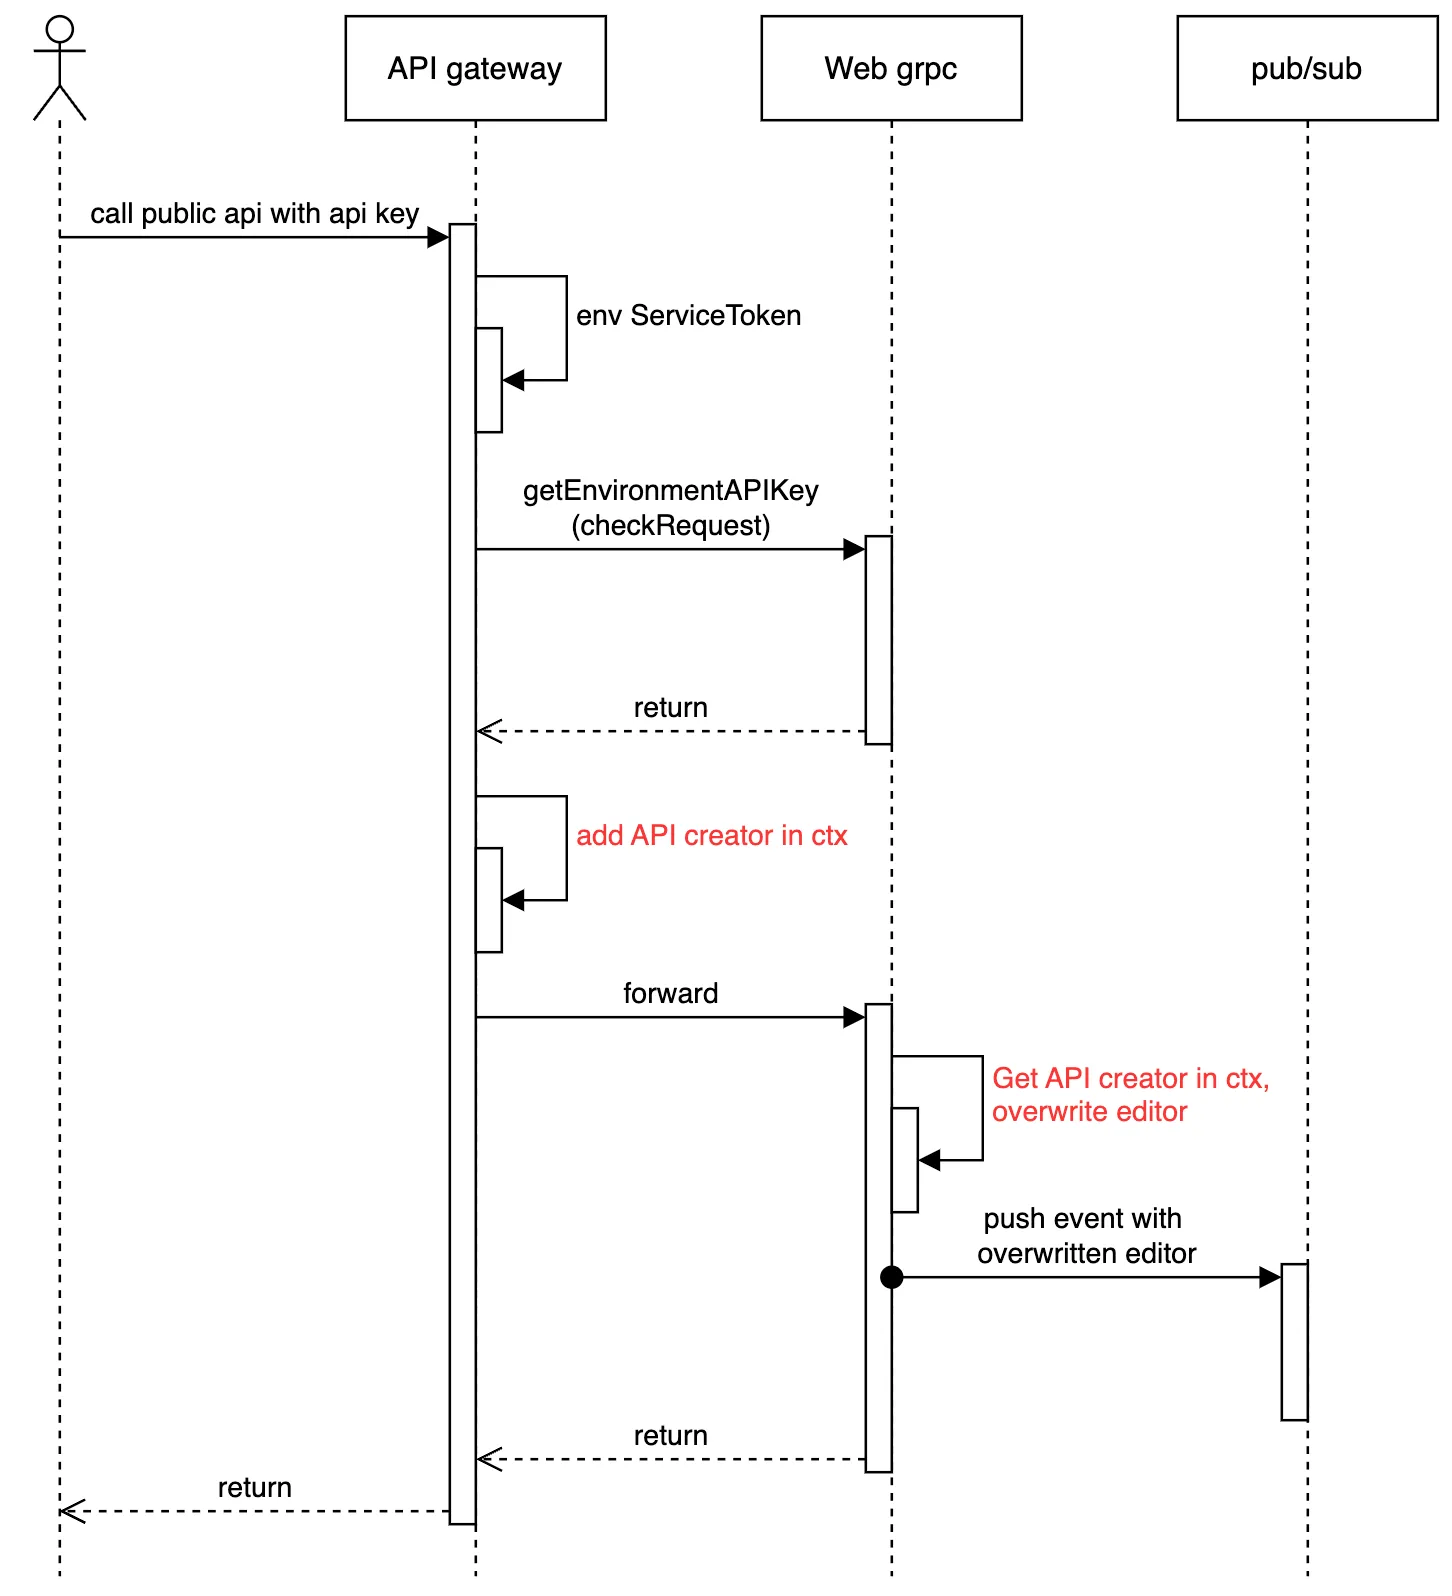 API gateway
Web grpc
pub/sub
call public api with api key
env ServiceToken
getEnvironmentAPIKey
(checkRequest)
return
add API creator in ctx
forward
Get API creator in ctx,
overwrite editor
push event with
overwritten editor
return
return